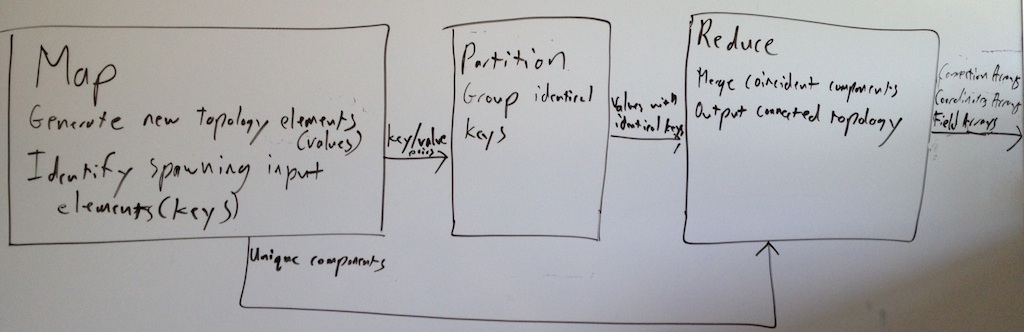 Map
Generate new topology elements
(values)
Identify spawning input
elements (keys)
key/value
pairs
Partition
Group identical
keys
Values with
identical keys
Reduce
Merge coincident components
Output connected topology
Connection Arrays
Coordinates Arrays
Field Arrays
Unique components